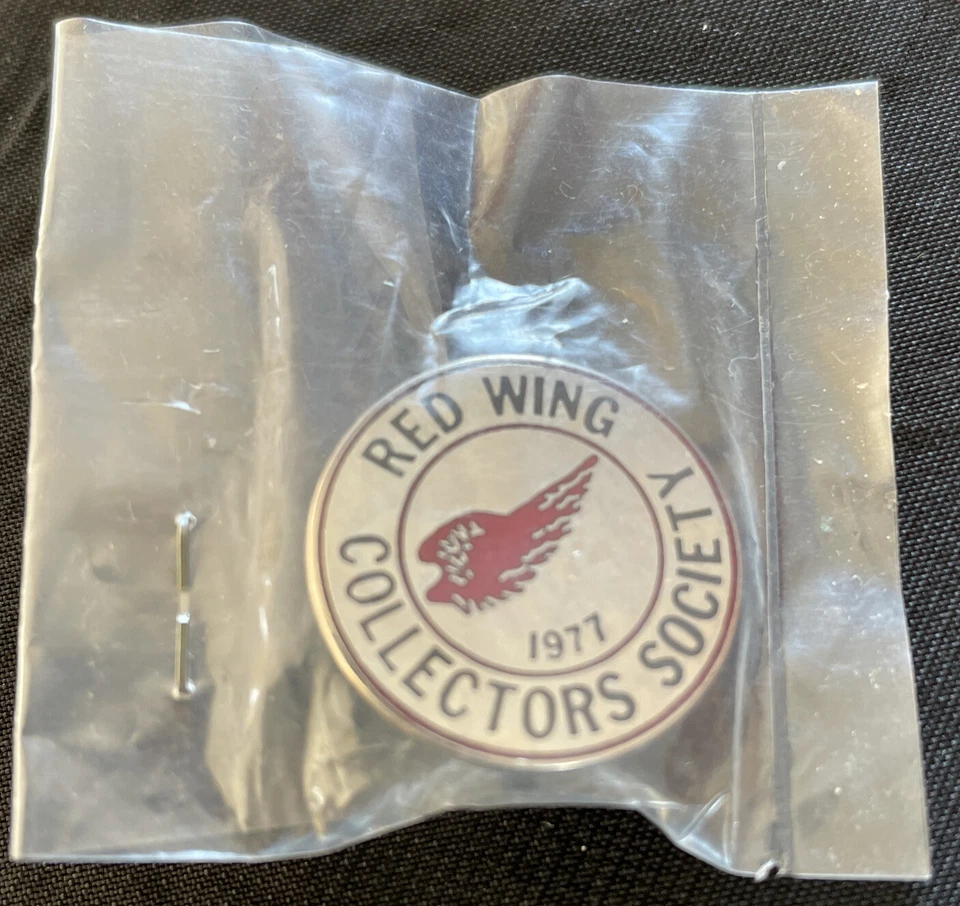 RED WING
COLLECTORS SOCIETY
1977